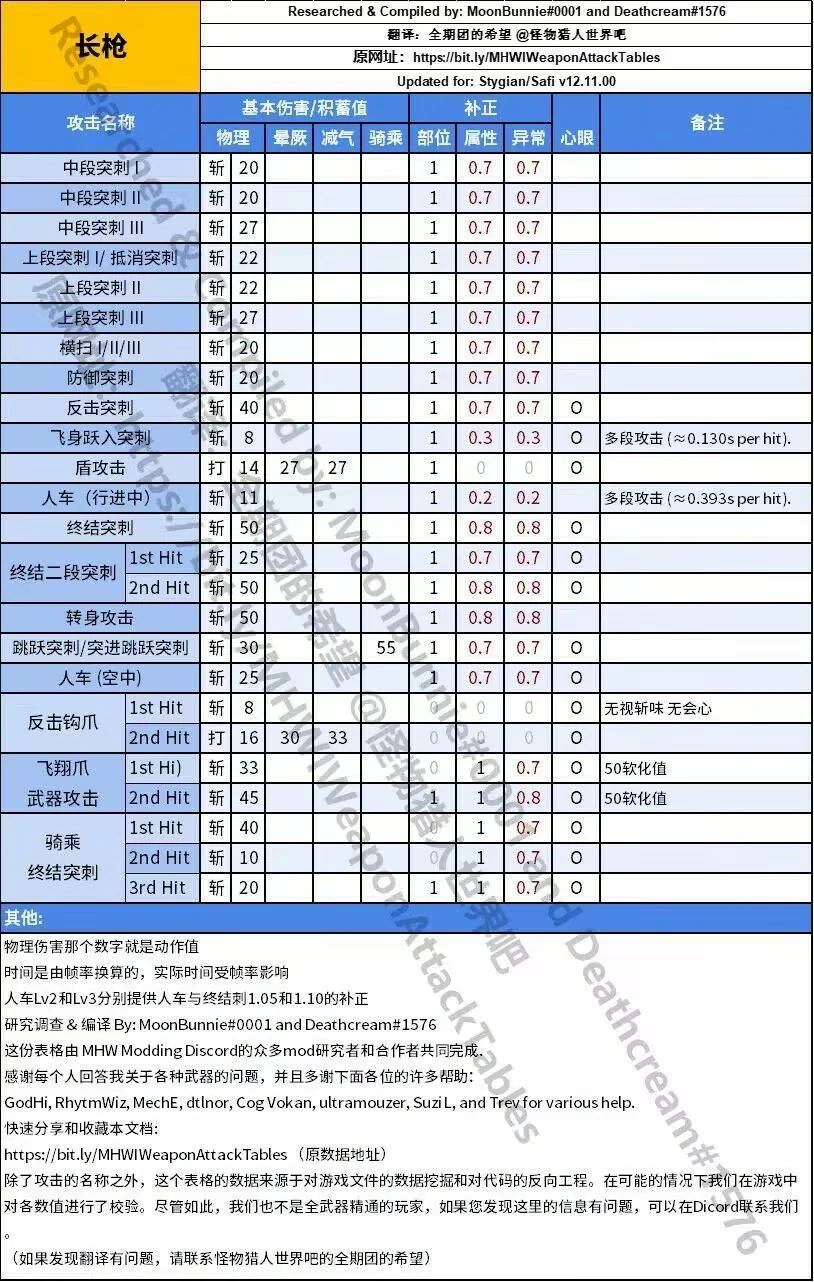 长枪
Researched & Compiled by: MoonBunnie#0001 and Deathcream#1576
翻译：全期团的希望 @怪物猎人世界吧
原网址：https://bit.ly/MHWIWeaponAttackTables
Updated for: Stygian/Safi v12.11.00
攻击名称 基本伤害/积蓄值 补正 心眼 备注
物理 晕厥 减气 骑乘 部位 属性 异常
中段突刺 I 斩 20 1 0.7 0.7
中段突刺 II 斩 20 1 0.7 0.7
中段突刺 III 斩 27 1 0.7 0.7
上段突刺 I/ 抵消突刺 斩 22 1 0.7 0.7
上段突刺 II 斩 22 1 0.7 0.7
上段突刺 III 斩 27 1 0.7 0.7
横扫 I/II/III 斩 20 1 0.7 0.7
防御突刺 斩 20 1 0.7 0.7
反击突刺 斩 40 1 0.7 0.7 O
飞身跃入突刺 斩 8 1 0.3 0.3 O 多段攻击 (≈0.130s per hit).
盾攻击 打 14 27 27 1 0 0 O
人车（行进中） 斩 11 1 0.2 0.2 多段攻击 (≈0.393s per hit).
终结突刺 斩 50 1 0.8 0.8 O
终结二段突刺 1st Hit 斩 25 1 0.7 0.7 O
2nd Hit 斩 50 1 0.8 0.8 O
转身攻击 斩 50 1 0.8 0.8
跳跃突刺/突进跳跃突刺 斩 30 55 1 0.7 0.7 O
人车 (空中) 斩 25 1 0.7 0.7 O
反击钩爪 1st Hit 斩 8 0 0 0 O 无视斩味 无会心
2nd Hit 打 16 30 33 0 0 0 O
飞翔爪 1st Hi) 斩 33 0 1 0.7 O 50软化值
武器攻击 2nd Hit 斩 45 1 1 0.8 O 50软化值
骑乘 1st Hit 斩 40 0 1 0.7 O
终结突刺 2nd Hit 斩 10 0 1 0.7 O
3rd Hit 斩 20 1 1 0.7 O
其他:
物理伤害那个数字就是动作值
时间是由帧率换算的，实际时间受帧率影响
人车Lv2和Lv3分别提供人车与终结刺1.05和1.10的补正
研究调查 & 编译 By: MoonBunnie#0001 and Deathcream#1576
这份表格由 MHW Modding Discord的众多mod研究者和合作者共同完成.
感谢每个人回答我关于各种武器的问题，并且多谢下面各位的许多帮助：
GodHi, RhytmWiz, MechE, dtlnor, Cog Vokan, ultramouzer, Suzi L, and Trev for various help.
快速分享和收藏本文档:
https://bit.ly/MHWIWeaponAttackTables（原数据地址）
除了攻击的名称之外，这个表格的数据来源于对游戏文件的数据挖掘和对代码的反向工程。在可能的情况下我们在游戏中
对各数值进行了校验。尽管如此，我们也不是全武器精通的玩家，如果您发现这里的信息有问题，可以在Dicord联系我们
。
（如果发现翻译有问题，请联系怪物猎人世界吧的全期团的希望）
Researched & Compiled by: MoonBunnie#0001 and Deathcream#1576
翻译：全期团的希望 @怪物猎人世界吧
原网址：https://bit.ly/MHWIWeaponAttackTables